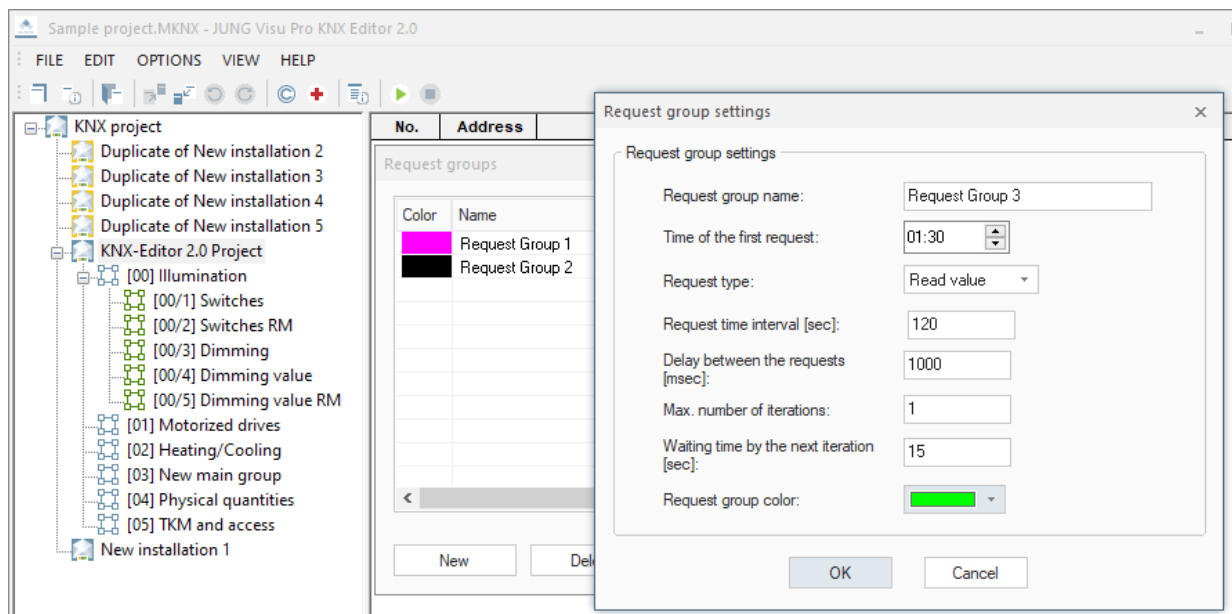 Sample project.MKNX - JUNG Visu Pro KNX Editor 2.0
FILE EDIT OPTIONS VIEW HELP
KNX project
Duplicate of New installation 2
Duplicate of New installation 3
Duplicate of New installation 4
Duplicate of New installation 5
KNX-Editor 2.0 Project
[00] Illumination
[00/1] Switches
[00/2] Switches RM
[00/3] Dimming
[00/4] Dimming value
[00/5] Dimming value RM
[01] Motorized drives
[02] Heating/Cooling
[03] New main group
[04] Physical quantities
[05] TKM and access
New installation 1
No. Address
Request groups
Color Name
Request Group 1
Request Group 2
New
Request group settings
Request group settings
Request group name: Request Group 3
Time of the first request: 01:30
Request type: Read value
Request time interval [sec]: 120
Delay between the requests
[msec]: 1000
Max. number of iterations: 1
Waiting time by the next iteration
[sec]: 15
Request group color:
OK Cancel